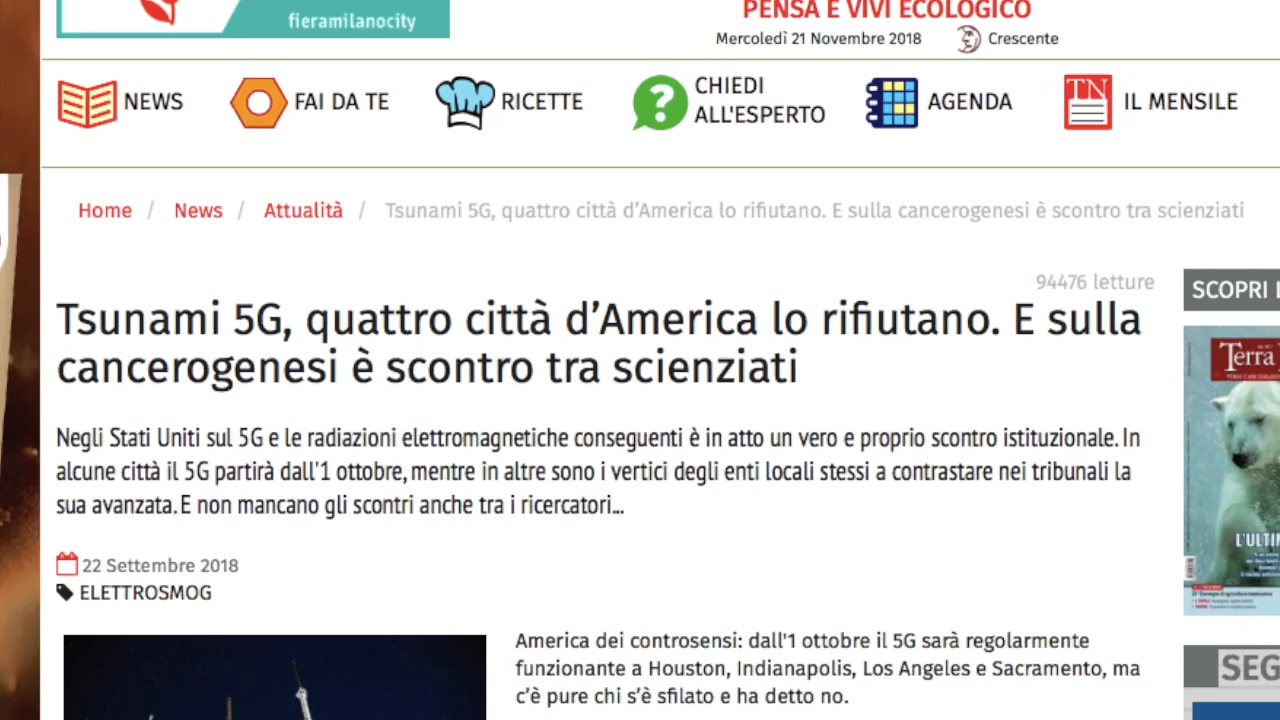 fieramilanocity
PENSA E VIVI ECOLOGICO
Mercoledì 21 Novembre 2018
Crescente
NEWS
FAI DA TE
RICETTE
CHIEDI
ALL'ESPERTO
AGENDA
TN
IL MENSILE
Home / News / Attualità / Tsunami 5G, quattro città d'America lo rifiutano. E sulla cancerogenesi è scontro tra scienziati
94476 letture
Tsunami 5G, quattro città d’America lo rifiutano. E sulla
cancerogenesi è scontro tra scienziati
Negli Stati Uniti sul 5G e le radiazioni elettromagnetiche conseguenti è in atto un vero e proprio scontro istituzionale. In
alcune città il 5G partirà dall'1 ottobre, mentre in altre sono i vertici degli enti locali stessi a contrastare nei tribunali la
sua avanzata. E non mancano gli scontri anche tra i ricercatori...
22 Settembre 2018
ELETTROSMOG
America dei controsensi: dall'1 ottobre il 5G sarà regolarmente
funzionante a Houston, Indianapolis, Los Angeles e Sacramento, ma
c’è pure chi s’è sfilato e ha detto no.
SCOPRI
Terra
L'ULTI
SEG